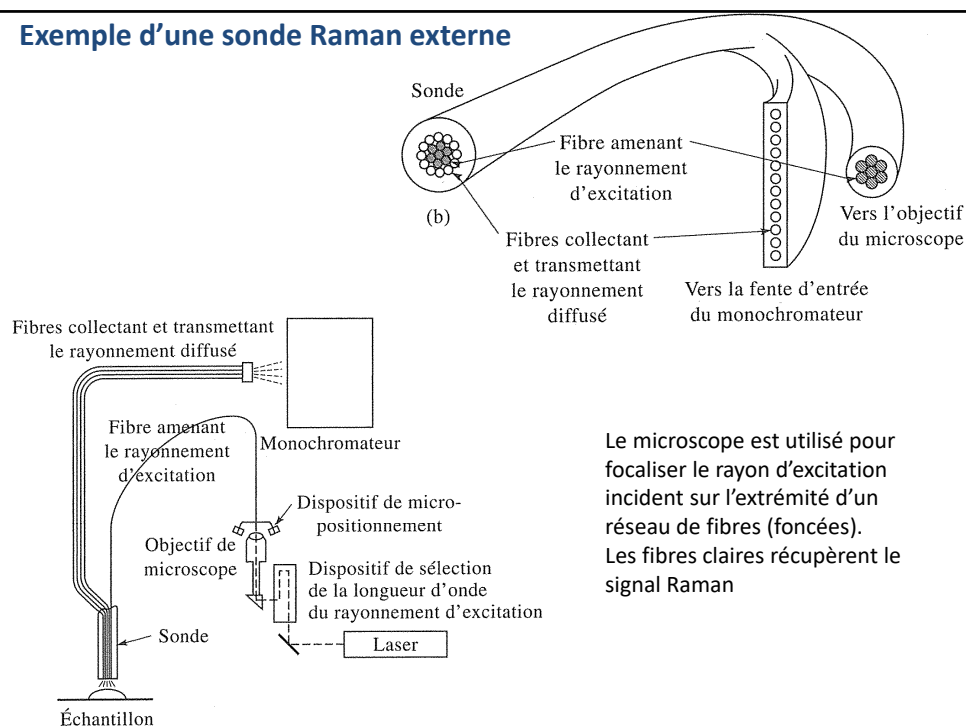 Exemple d’une sonde Raman externe
Sonde
Fibre amenant
le rayonnement
d’excitation
(b)
Fibres collectant
et transmettant
le rayonnement
diffusé
Vers l’objectif
du microscope
Vers la fente d’entrée
du monochromateur
Fibres collectant et transmettant
le rayonnement diffusé
Fibre amenant
le rayonnement
d’excitation
Monochromateur
Dispositif de micro-
positionnement
Objectif de
microscope
Dispositif de sélection
de la longueur d’onde
du rayonnement d’excitation
Laser
Sonde
Échantillon
Le microscope est utilisé pour
focaliser le rayon d’excitation
incident sur l’extrémité d’un
réseau de fibres (foncées).
Les fibres claires récupèrent le
signal Raman